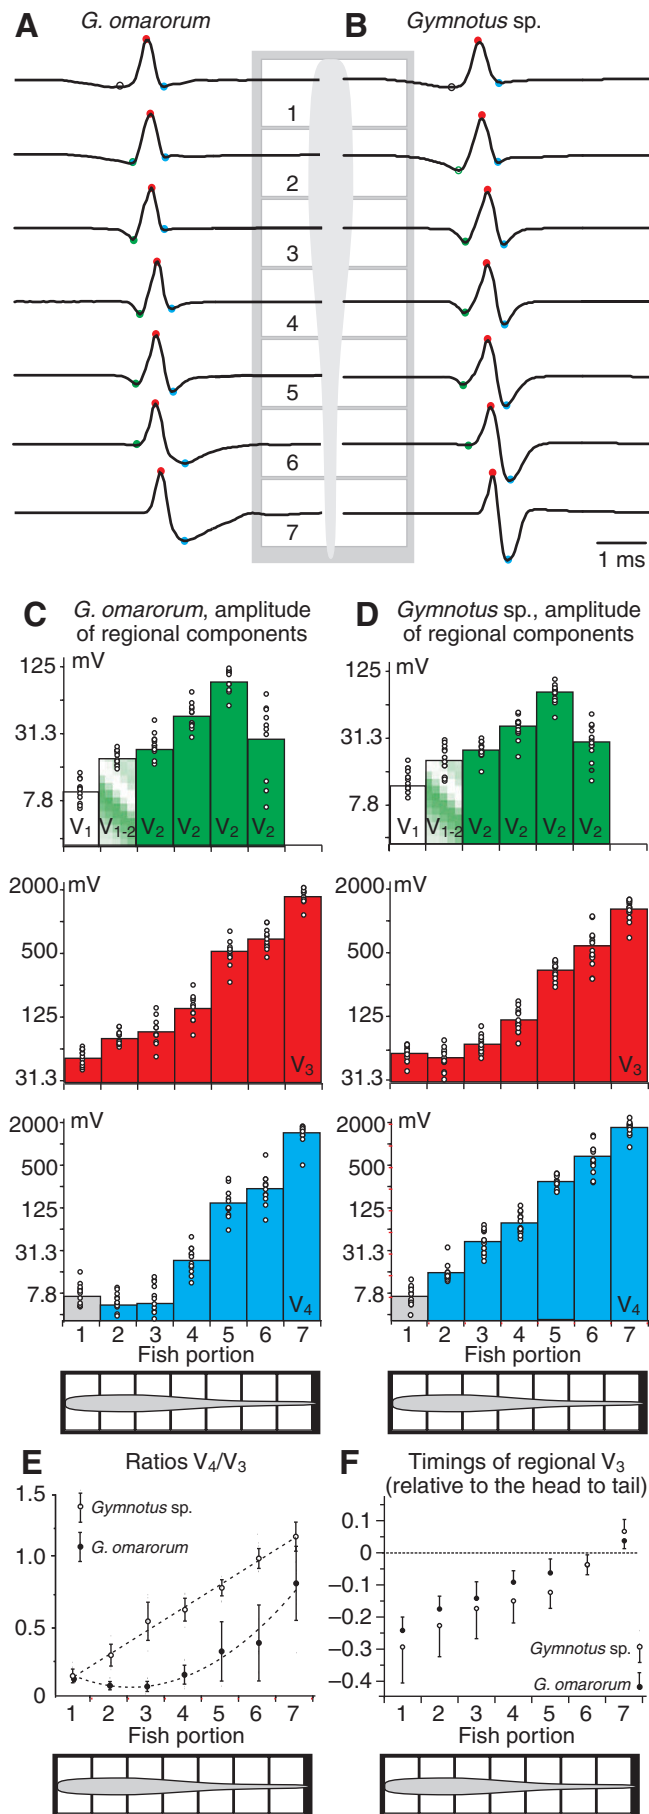 A G. omarorum B Gymnotus sp.
1
2
3
4
5
6
7
1 ms
C G. omarorum, amplitude of regional components
mV
125
31.3
7.8
V1 V1-2 V2 V2 V2 V2
mV
2000
500
125
31.3
V3
mV
2000
500
125
31.3
7.8
V4
1 2 3 4 5 6 7
Fish portion
D Gymnotus sp., amplitude of regional components
mV
125
31.3
7.8
V1 V1-2 V2 V2 V2 V2
mV
2000
500
125
31.3
V3
mV
2000
500
125
31.3
7.8
V4
1 2 3 4 5 6 7
Fish portion
E Ratios V4/V3
1.5
1.0
0.5
0
Gymnotus sp.
G. omarorum
1 2 3 4 5 6 7
Fish portion
F Timings of regional V3
(relative to the head to tail)
0.1
0
−0.1
−0.2
−0.3
−0.4
Gymnotus sp.
G. omarorum
1 2 3 4 5 6 7
Fish portion